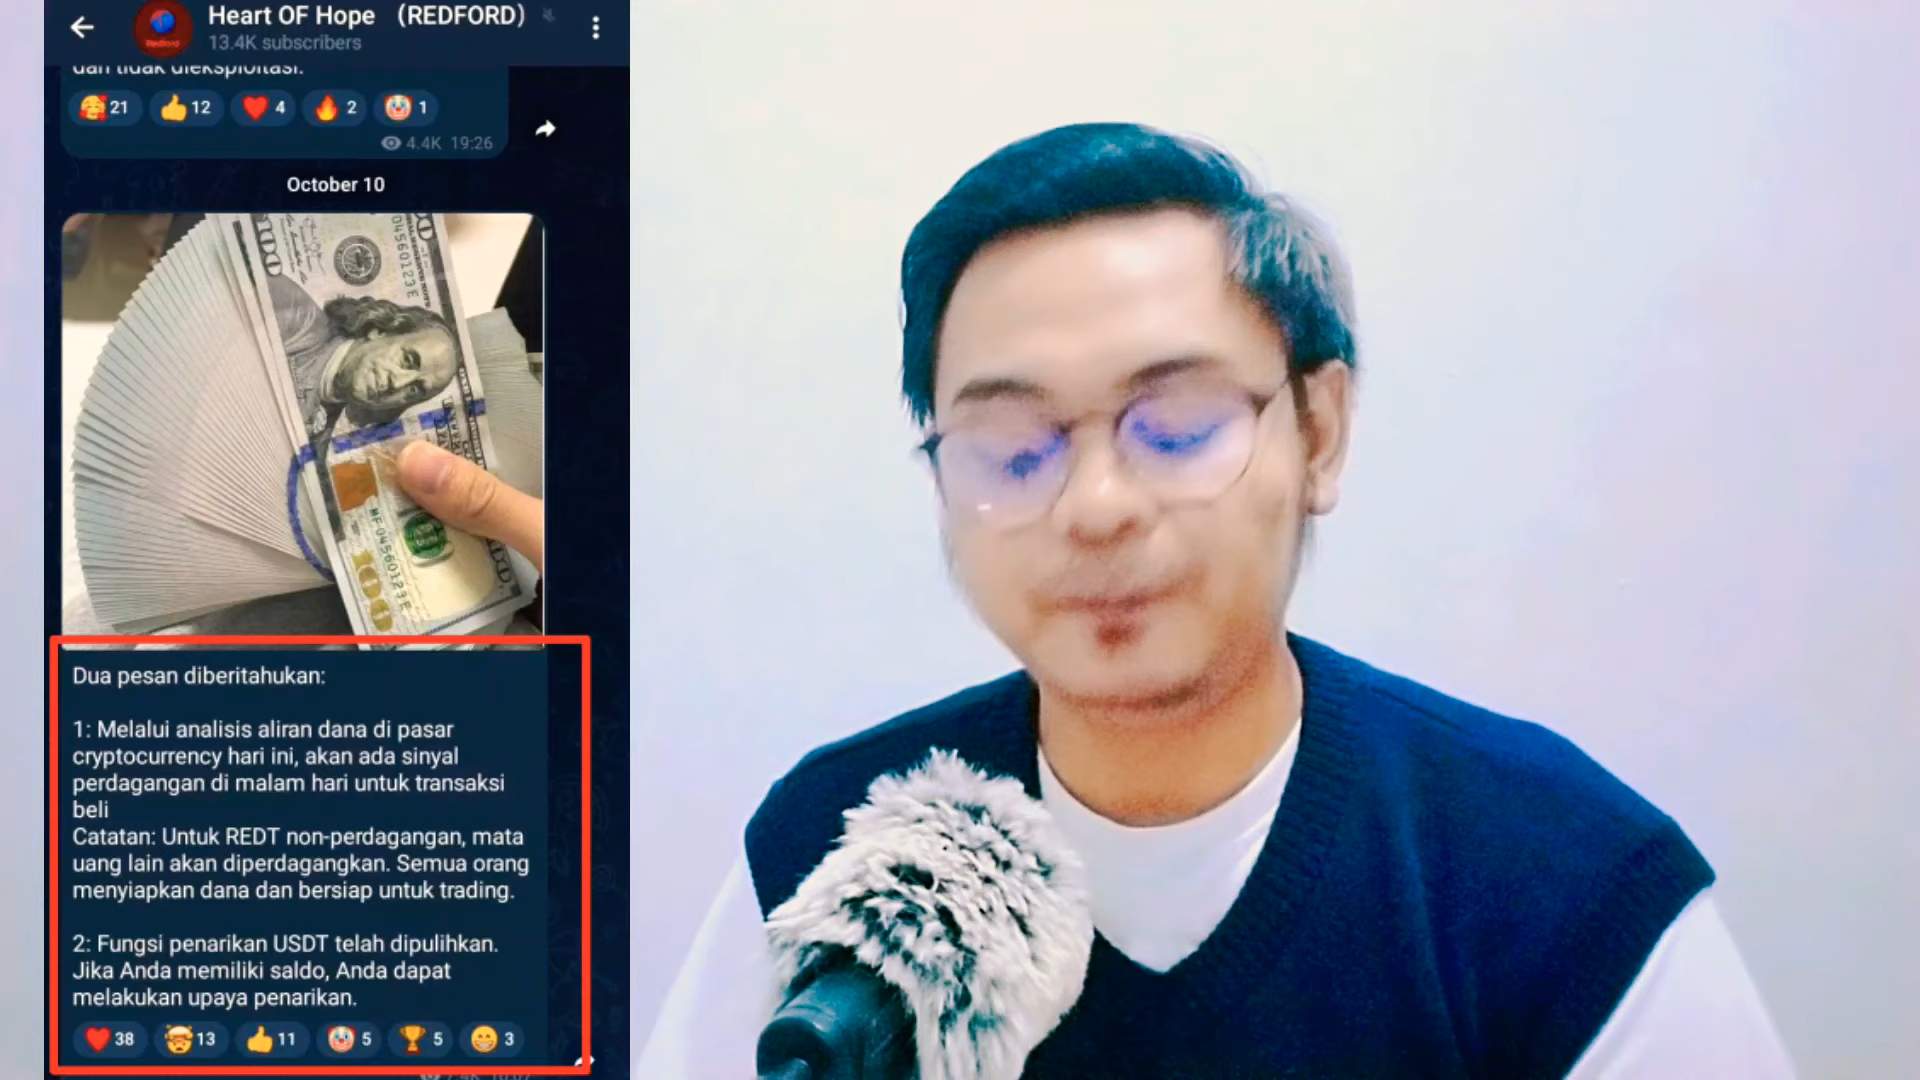 Heart OF Hope (REDFORD)
Redford
13.4K subscribers
dan tidak dieksploitasi.
21 12 4 2 1
4.4K 19:26
October 10
Dua pesan diberitahukan:
1: Melalui analisis aliran dana di pasar
cryptocurrency hari ini, akan ada sinyal
perdagangan di malam hari untuk transaksi
beli
Catatan: Untuk REDT non-perdagangan, mata
uang lain akan diperdagangkan. Semua orang
menyiapkan dana dan bersiap untuk trading.
2: Fungsi penarikan USDT telah dipulihkan.
Jika Anda memiliki saldo, Anda dapat
melakukan upaya penarikan.
38 13 11 5 5 3